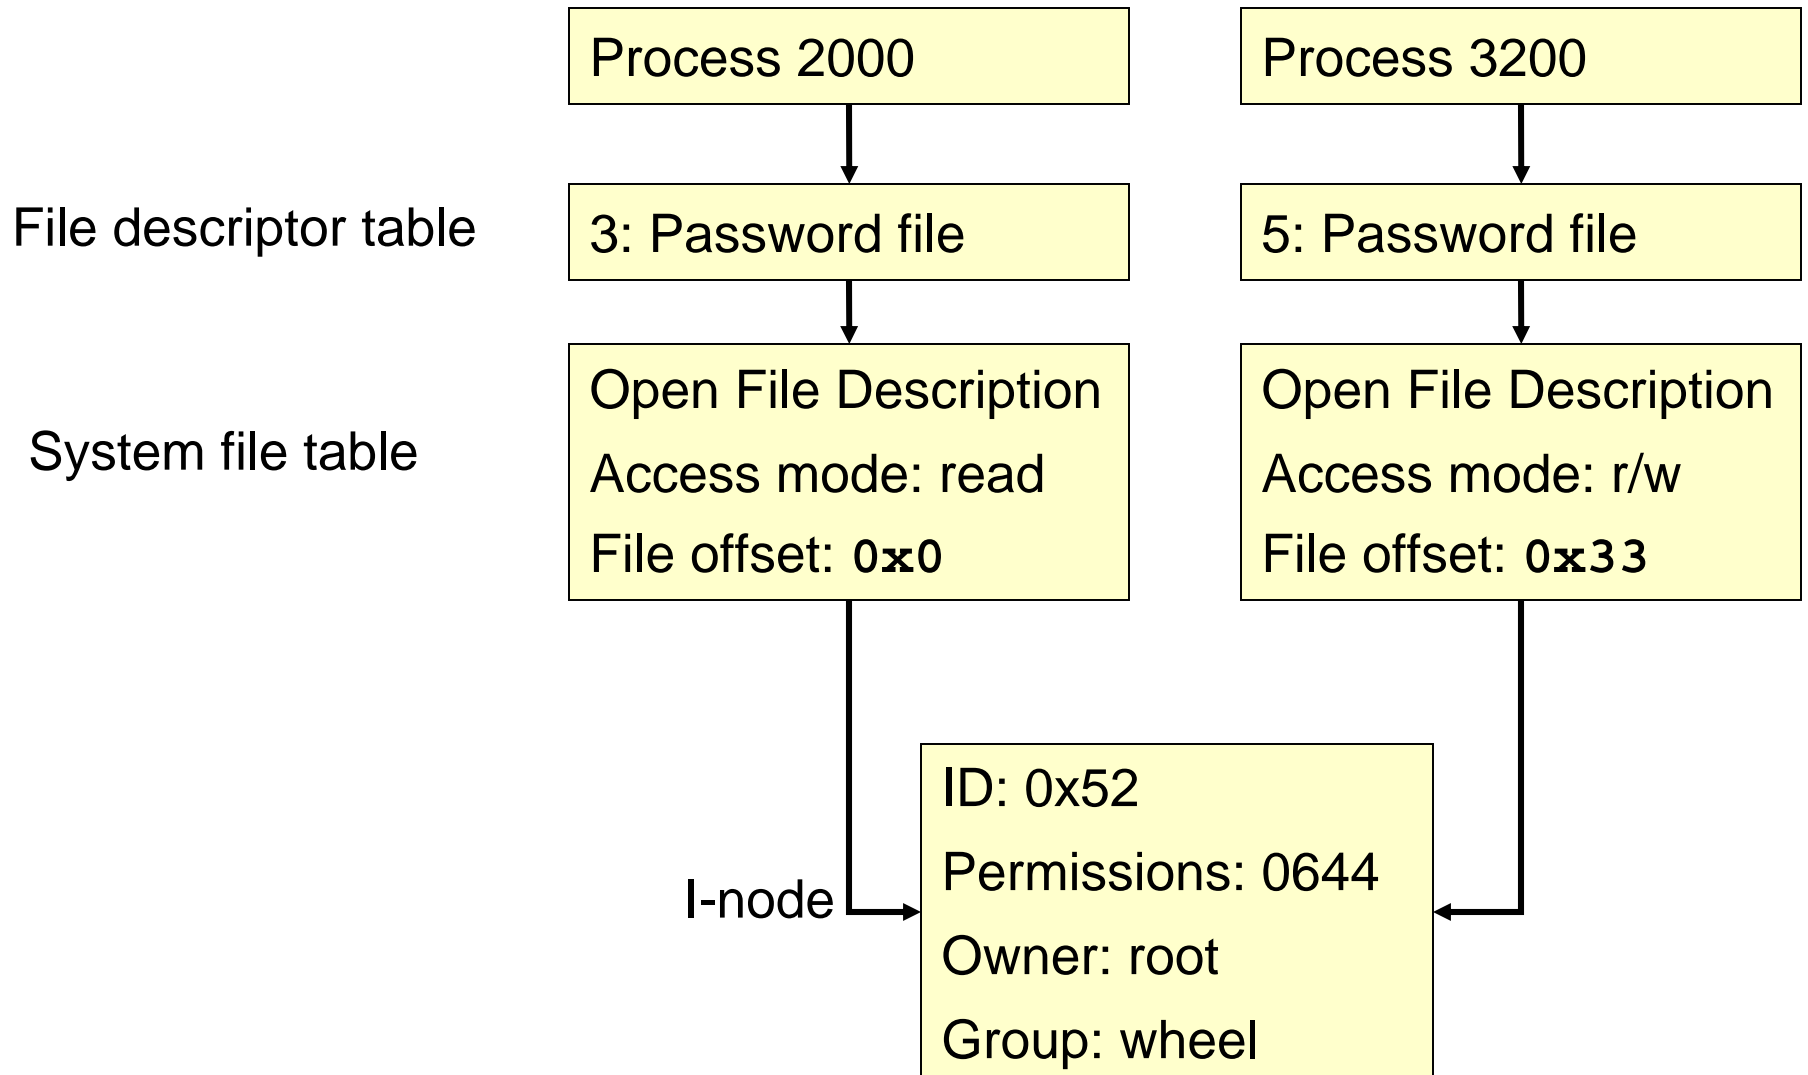 Process 2000
Process 3200
File descriptor table
3: Password file
5: Password file
System file table
Open File Description
Access mode: read
File offset: 0x0
Open File Description
Access mode: r/w
File offset: 0x33
I-node
ID: 0x52
Permissions: 0644
Owner: root
Group: wheel